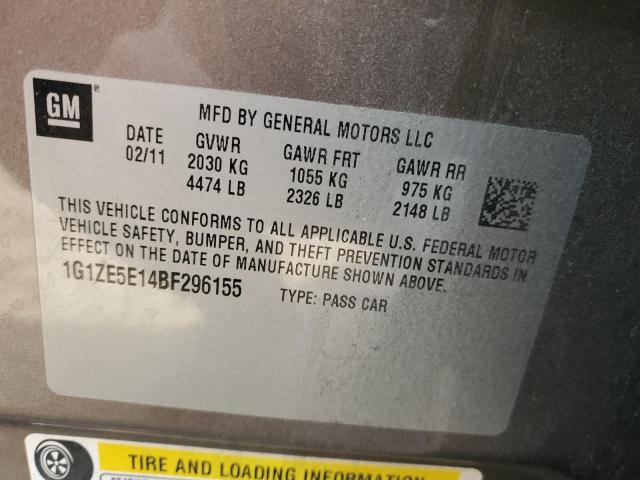 GM
MFD BY GENERAL MOTORS LLC
DATE GVWR GAWR FRT GAWR RR
02/11 2030 KG 1055 KG 975 KG
4474 LB 2326 LB 2148 LB
THIS VEHICLE CONFORMS TO ALL APPLICABLE U.S. FEDERAL MOTOR
VEHICLE SAFETY, BUMPER, AND THEFT PREVENTION STANDARDS IN
EFFECT ON THE DATE OF MANUFACTURE SHOWN ABOVE.
1G1ZE5E14BF296155 TYPE: PASS CAR
TIRE AND LOADING INFORMATION